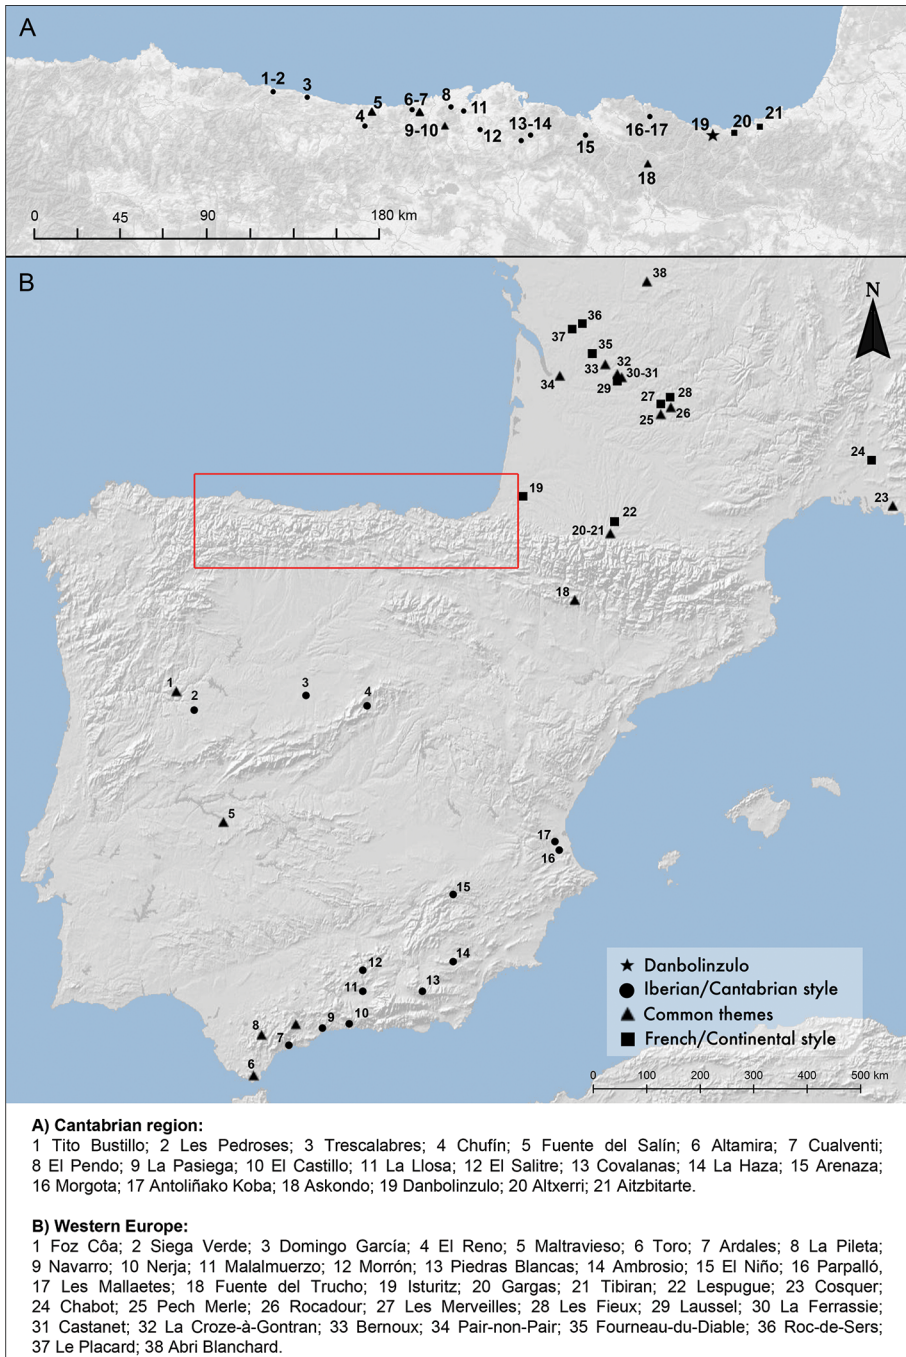 A
1-2
3
4
5
6-7
8
9-10
11
12
13-14
15
16-17
18
19
20
21
0 45 90 180 km
B
N
38
36
37
35
33
32
30-31
34
29
27
28
25
26
24
23
19
22
20-21
18
1
2
3
4
5
17
16
15
14
13
12
11
10
9
8
7
6
Danbolinzulo
Iberian/Cantabrian style
Common themes
French/Continental style
0 100 200 300 400 500 km
A) Cantabrian region:
1 Tito Bustillo; 2 Les Pedroses; 3 Trescalabres; 4 Chufín; 5 Fuente del Salín; 6 Altamira; 7 Cualventi;
8 El Pendo; 9 La Pasiega; 10 El Castillo; 11 La Llosa; 12 El Salitre; 13 Covalanas; 14 La Haza; 15 Arenaza;
16 Morgota; 17 Antoliñako Koba; 18 Askondo; 19 Danbolinzulo; 20 Altxerri; 21 Aitzbitarte.
B) Western Europe:
1 Foz Côa; 2 Siega Verde; 3 Domingo García; 4 El Reno; 5 Maltravieso; 6 Toro; 7 Ardales; 8 La Pileta;
9 Navarro; 10 Nerja; 11 Malalmuerzo; 12 Morrón; 13 Piedras Blancas; 14 Ambrosio; 15 El Niño; 16 Parpalló,
17 Les Mallaetes; 18 Fuente del Trucho; 19 Isturitz; 20 Gargas; 21 Tibiran; 22 Lespugue; 23 Cosquer;
24 Chabot; 25 Pech Merle; 26 Rocadour; 27 Les Merveilles; 28 Les Fieux; 29 Laussel; 30 La Ferrassie;
31 Castanet; 32 La Croze-à-Gontran; 33 Bernoux; 34 Pair-non-Pair; 35 Fourneau-du-Diable; 36 Roc-de-Sers;
37 Le Placard; 38 Abri Blanchard.